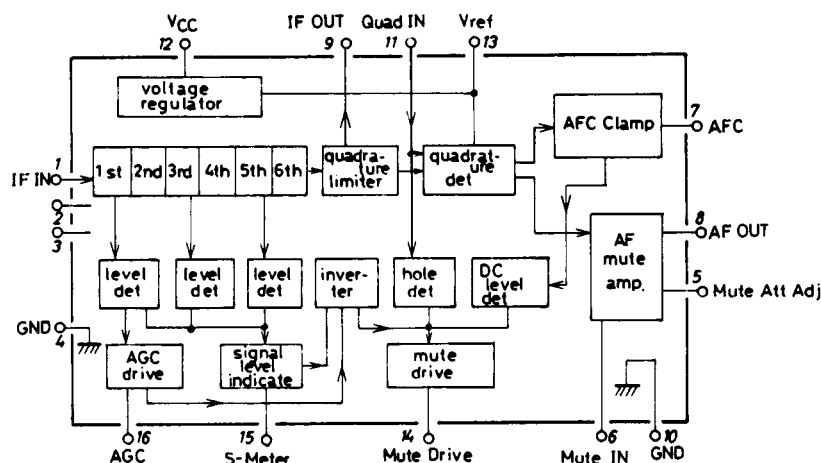 VCC
IF OUT
Quad IN
Vref
12
9
11
13
voltage
regulator
7
AFC
AFC Clamp
1
IF IN
1st
2nd
3rd
4th
5th
6th
quadra-
ture
limiter
quadrat-
ure
det
2
3
8
AF OUT
AF
mute
amp.
level
det
level
det
level
det
inver-
ter
hole
det
DC
level
det
5
Mute Att Adj
GND
4
AGC
drive
signal
level
indicate
mute
drive
16
AGC
15
S-Meter
14
Mute Drive
6
Mute IN
10
GND